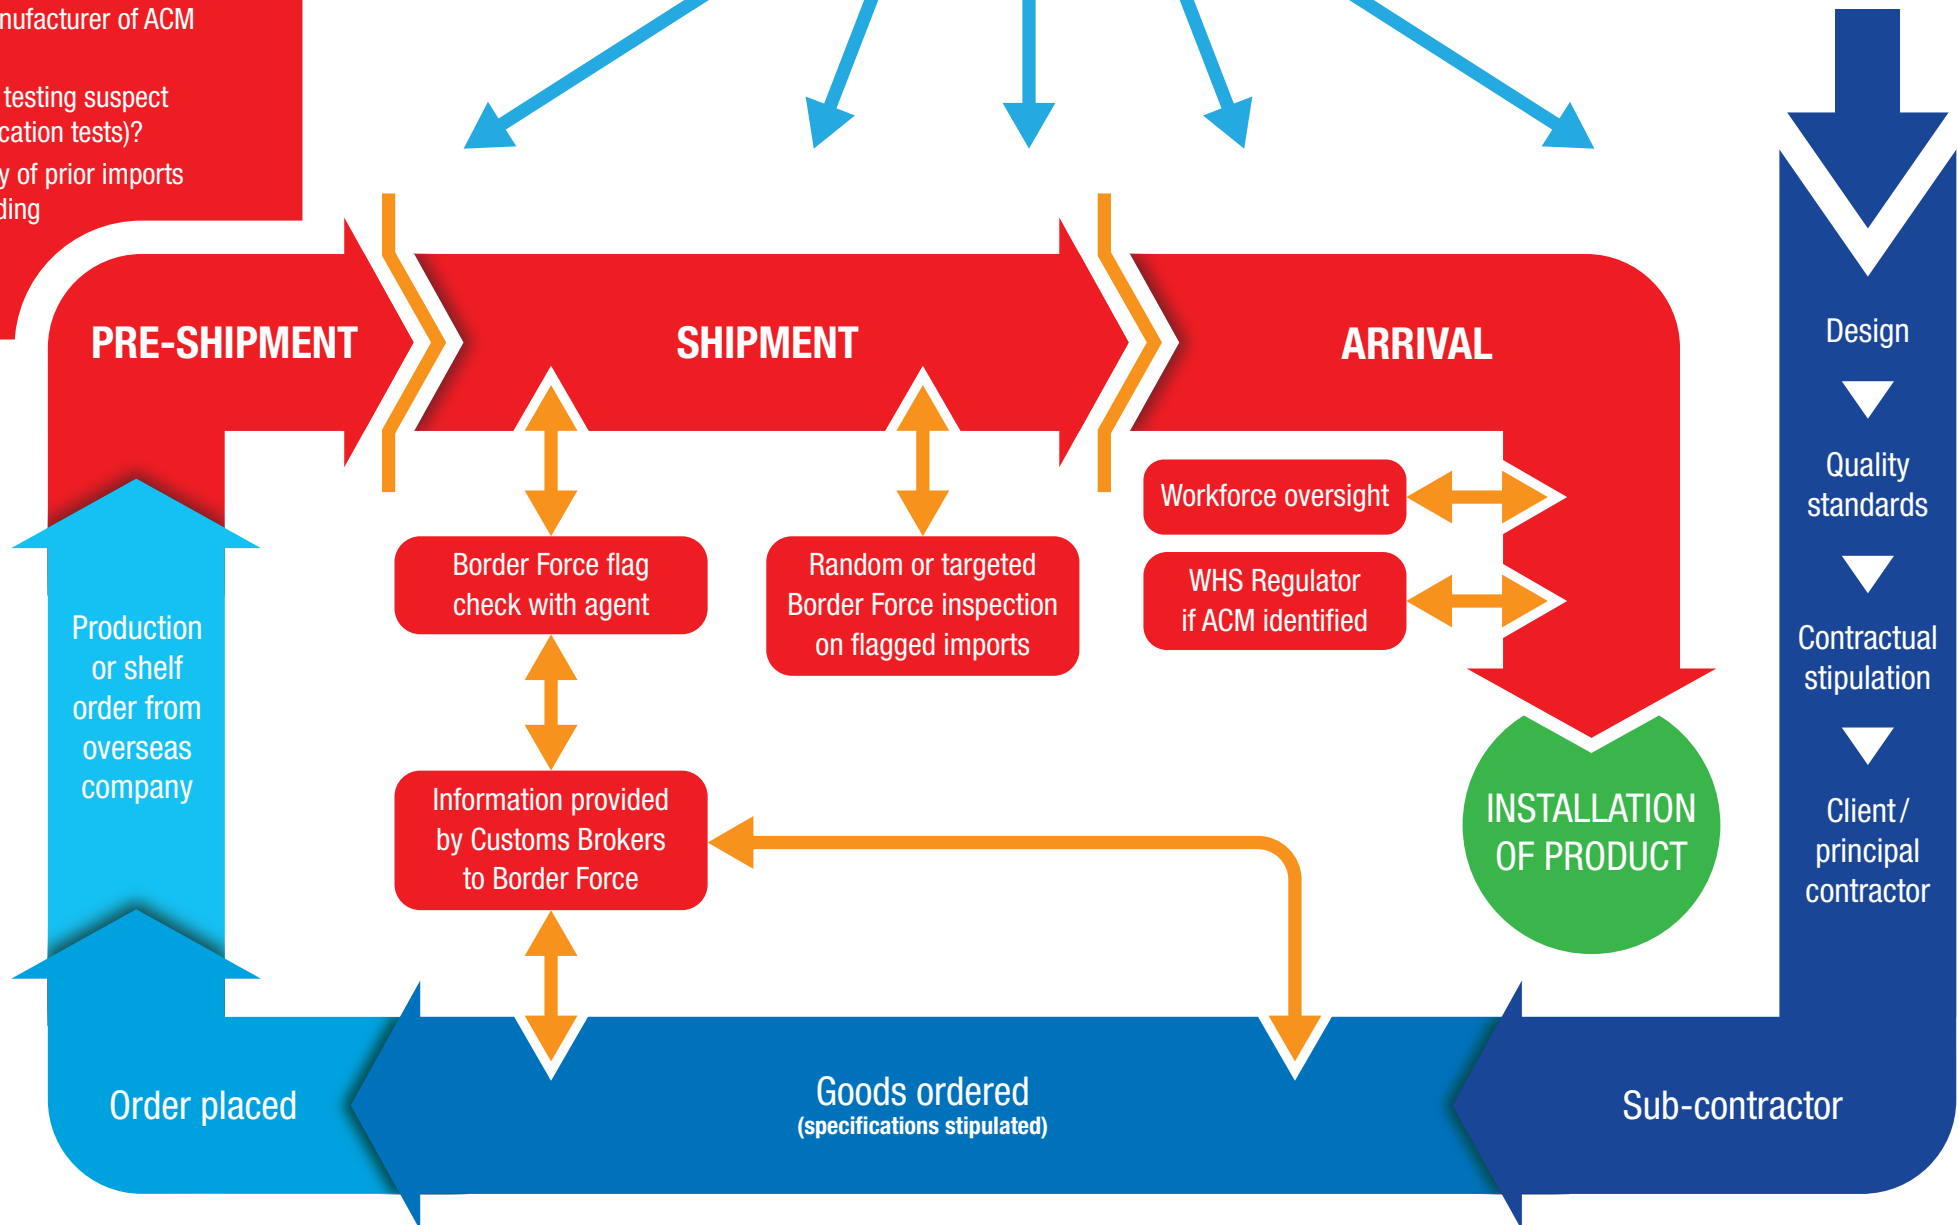 of ACM
testing suspect
tests)?
of prior imports
PRE-SHIPMENT
SHIPMENT
ARRIVAL
Design
Quality
standards
Contractual
stipulation
Client /
principal
contractor
Workforce oversight
WHS Regulator
if ACM identified
Border Force flag
check with agent
Random or targeted
Border Force inspection
on flagged imports
Information provided
by Customs Brokers
to Border Force
Production
or shelf
order from
overseas
company
INSTALLATION
OF PRODUCT
Order placed
Goods ordered
(specifications stipulated)
Sub-contractor